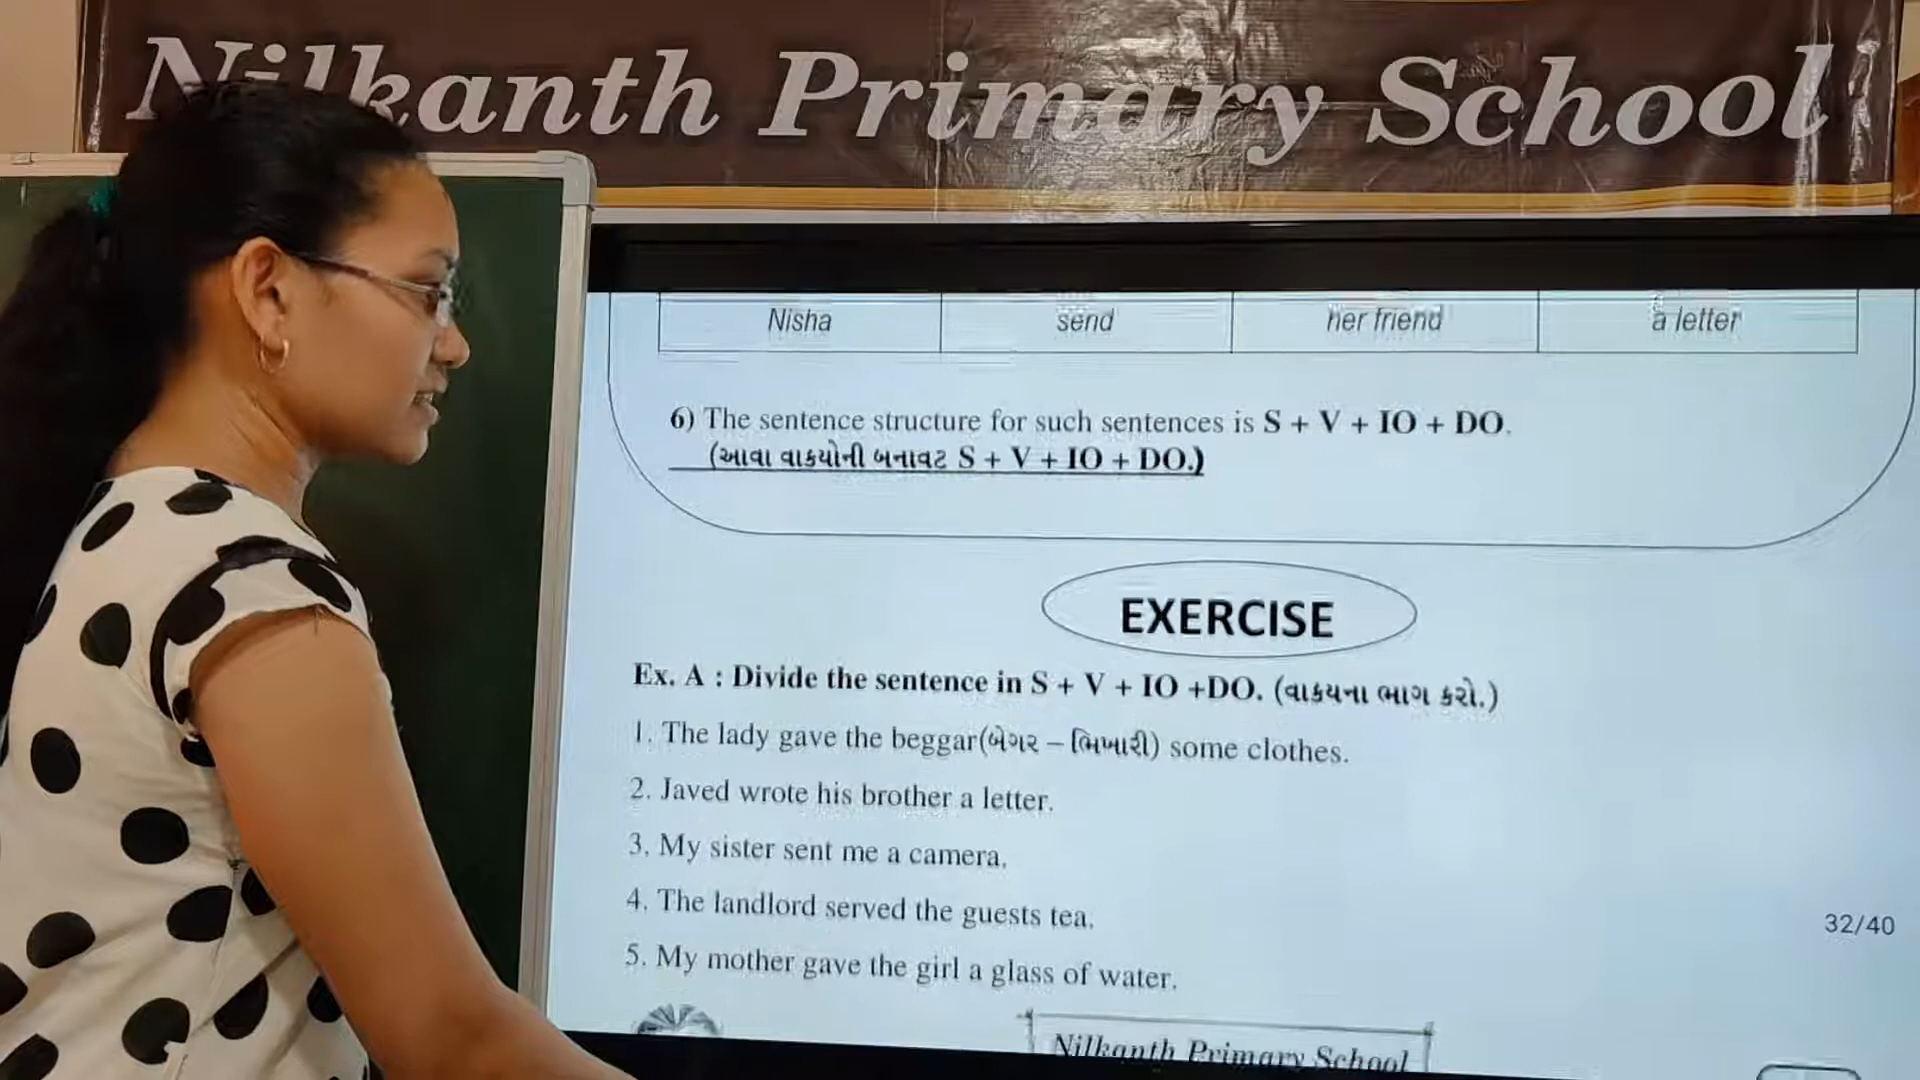 Nilkanth Primary School
Nisha send her friend a letter
6) The sentence structure for such sentences is S + V + IO + DO.
(આવા વાક્યોની બનાવટ S + V + IO + DO.)
EXERCISE
Ex. A : Divide the sentence in S + V + IO +DO. (વાક્યના ભાગ કરો.)
1. The lady gave the beggar(બેગર – ભિખારી) some clothes.
2. Javed wrote his brother a letter.
3. My sister sent me a camera.
4. The landlord served the guests tea.
32/40
5. My mother gave the girl a glass of water.
Nilkanth Primary School